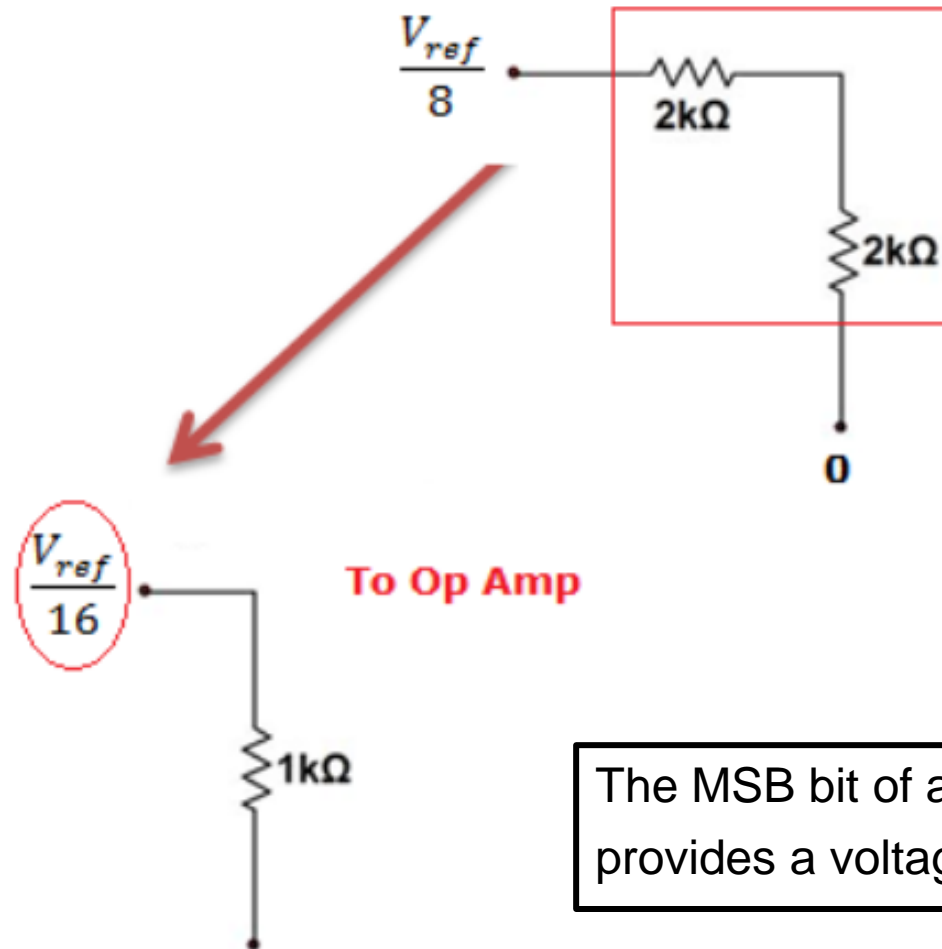 V_ref
8
2kΩ
2kΩ
0
V_ref
16
To Op Amp
1kΩ
The MSB bit of a
provides a voltag